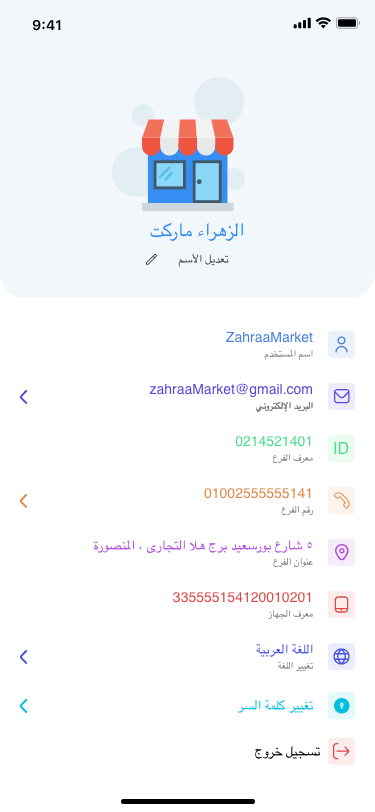 9:41
الزهراء ماركت
تعديل الأسم
ZahraaMarket
اسم المستخدم
zahraaMarket@gmail.com
البريد الإلكتروني
0214521401
ID
معرف الفرع
01002555555141
رقم الفرع
٥ شارع بورسعيد برج هلا التجارى ، المنصورة
عنوان الفرع
335555154120010201
معرف الجهاز
اللغة العربية
تغيير اللغة
تغيير كلمة السر
تسجيل خروج